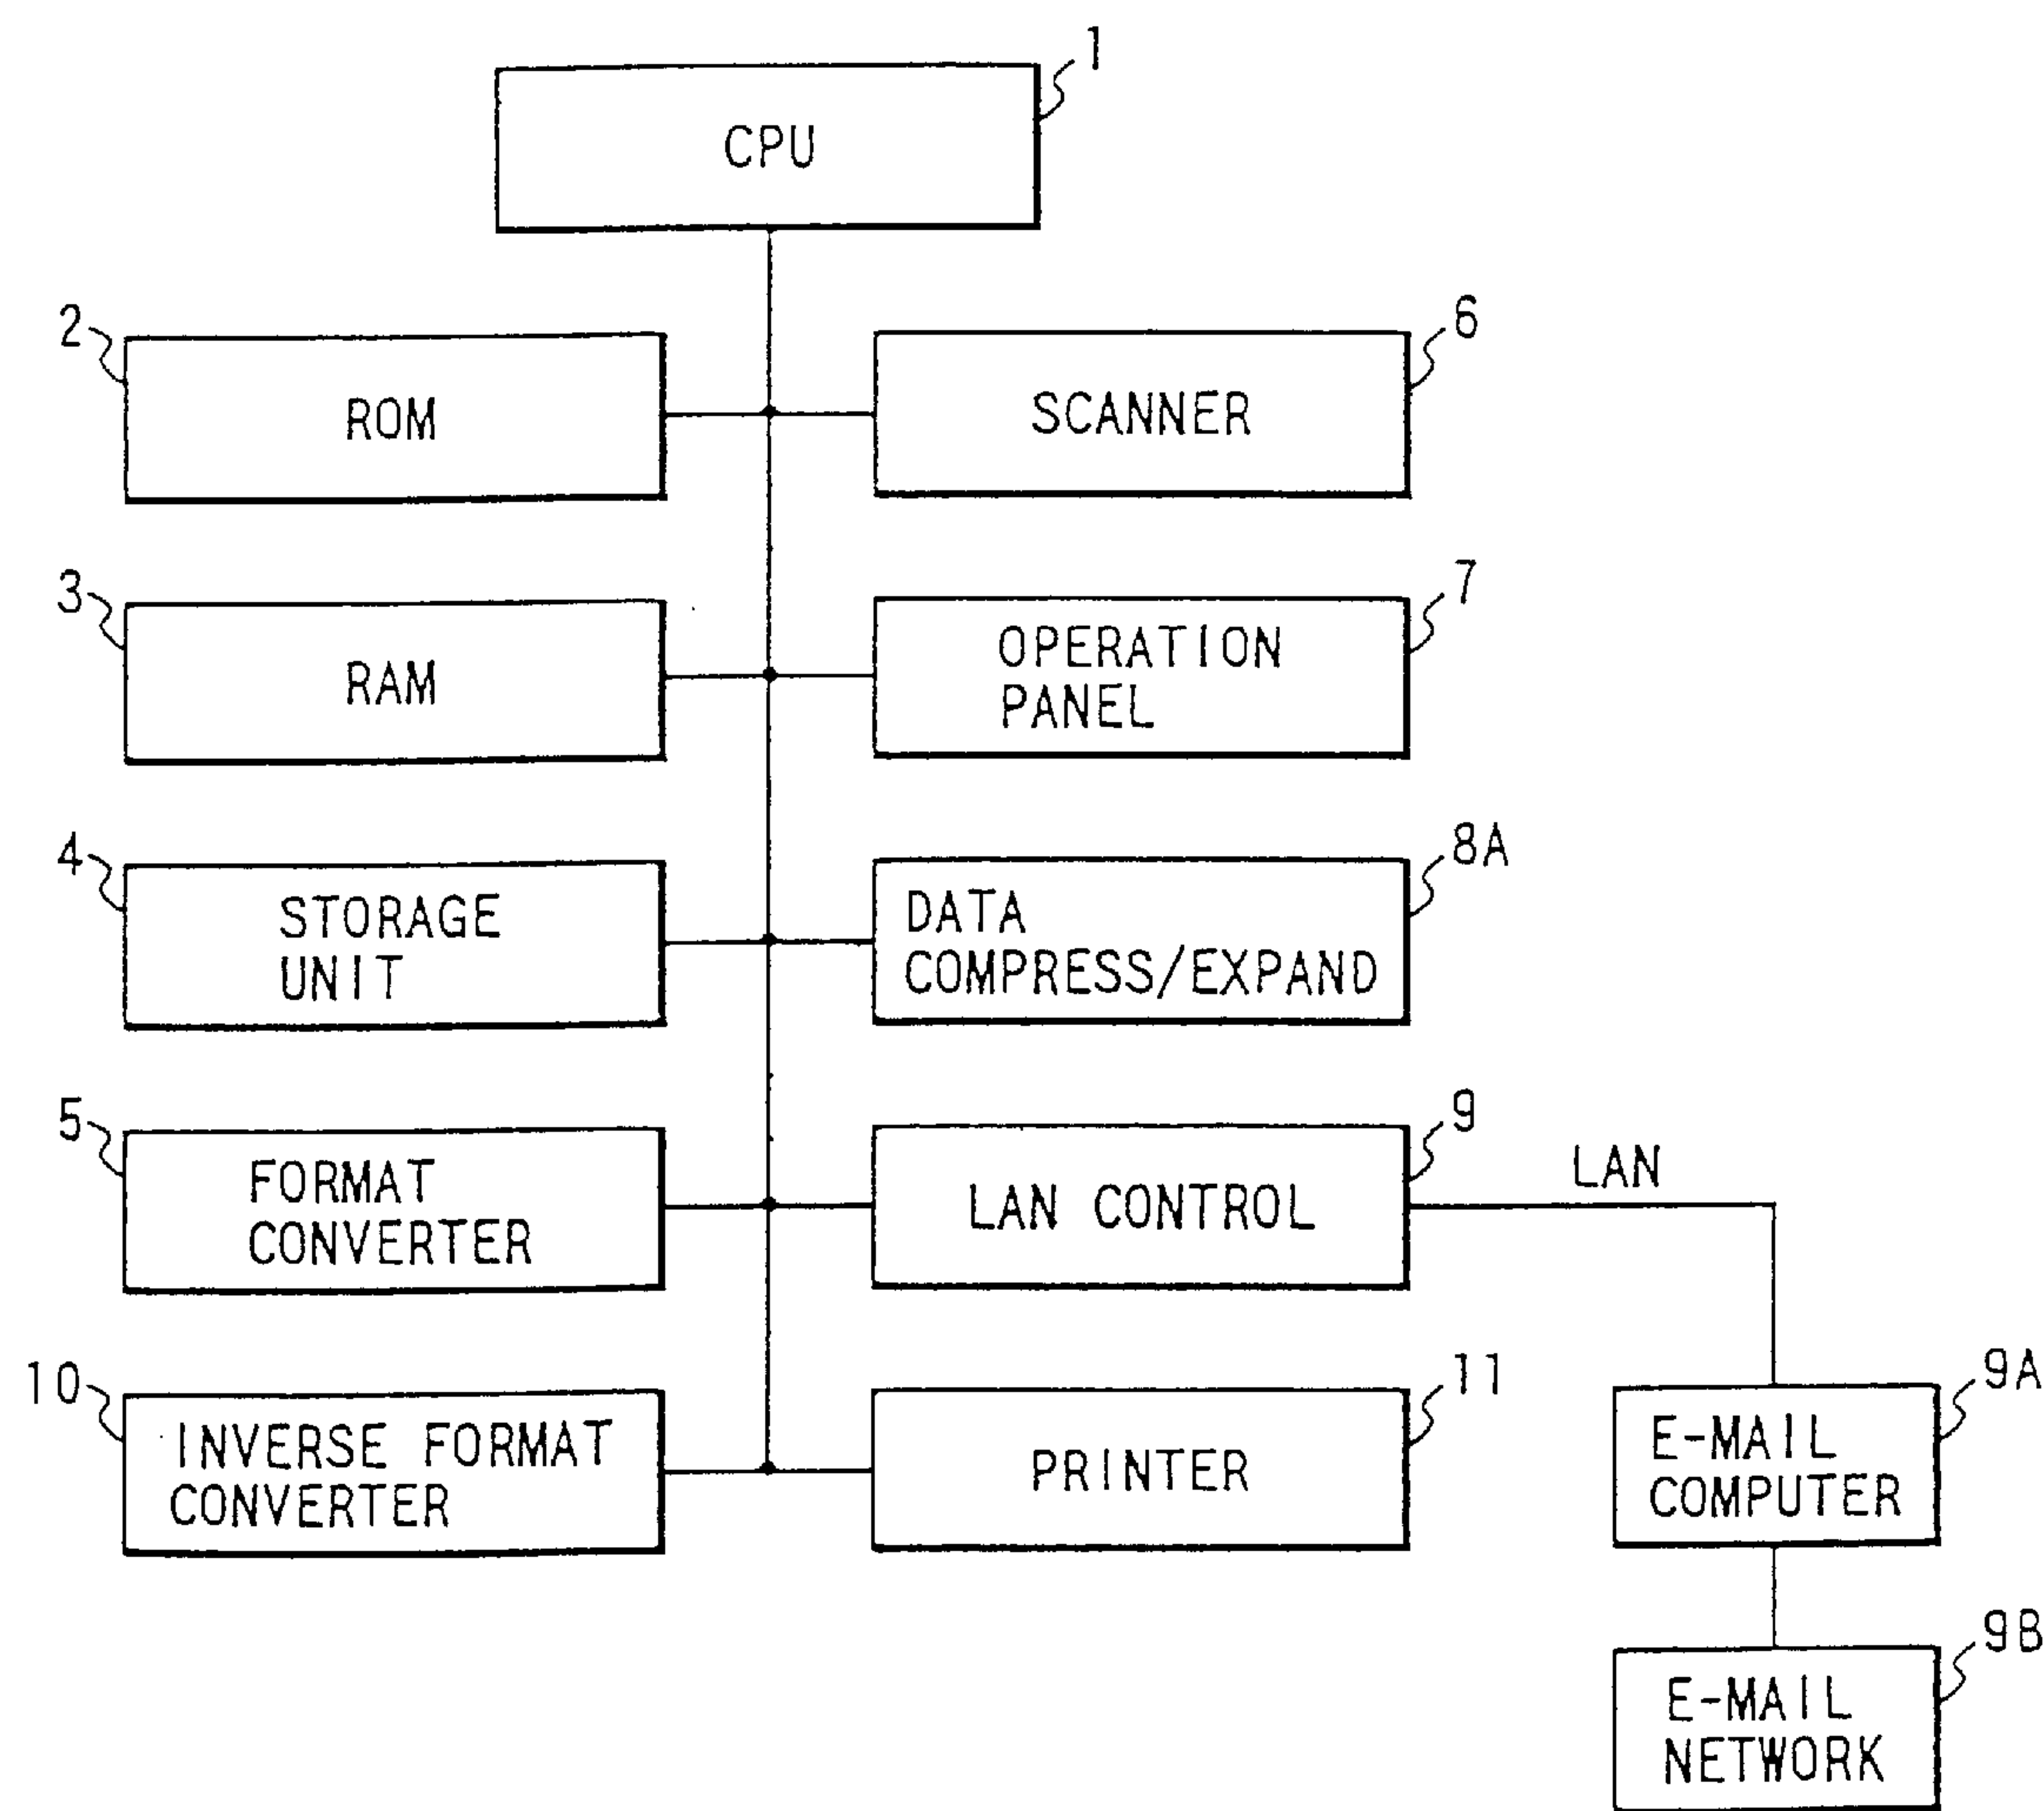 1
CPU
2
ROM
6
SCANNER
3
RAM
7
OPERATION
PANEL
4
STORAGE
UNIT
8A
DATA
COMPRESS/EXPAND
5
FORMAT
CONVERTER
9
LAN CONTROL
LAN
10
INVERSE FORMAT
CONVERTER
11
PRINTER
9A
E-MAIL
COMPUTER
9B
E-MAIL
NETWORK